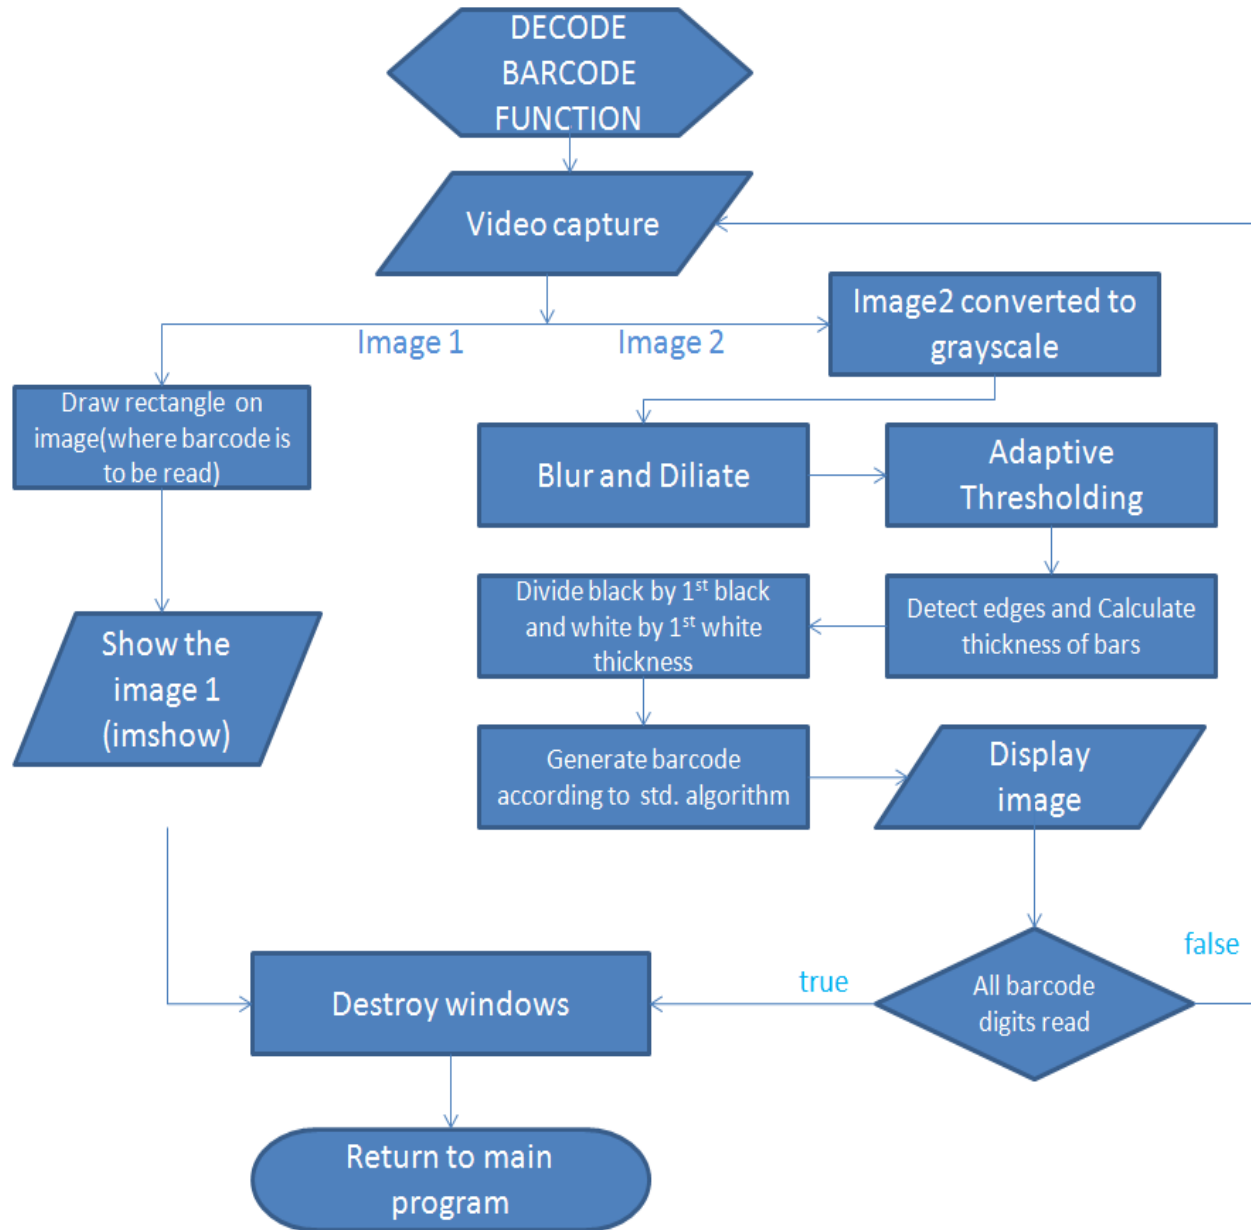 DECODE
BARCODE
FUNCTION
Video capture
Image 1
Image 2
Image2 converted to
grayscale
Draw rectangle on
image(where barcode is
to be read)
Blur and Diliate
Adaptive
Thresholding
Divide black by 1st black
and white by 1st white
thickness
Detect edges and Calculate
thickness of bars
Show the
image 1
(imshow)
Generate barcode
according to std. algorithm
Display
image
false
true
All barcode
digits read
Destroy windows
Return to main
program